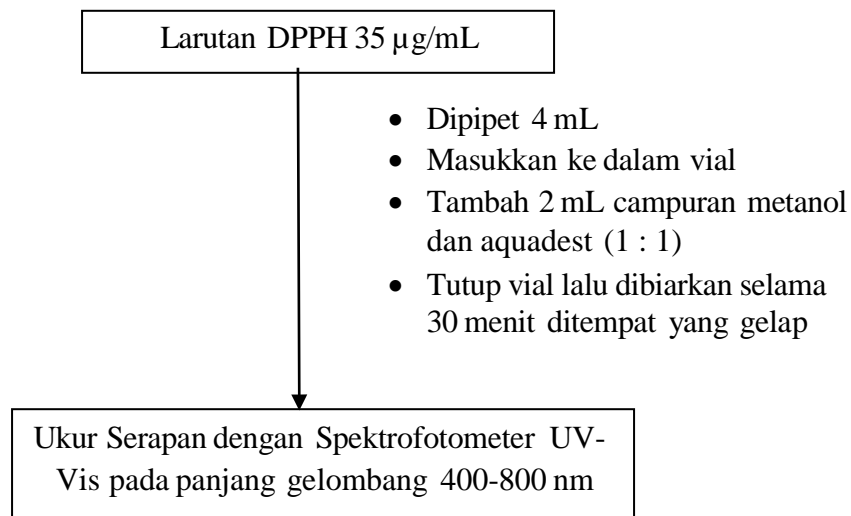 Larutan DPPH 35 µg/mL
• Dipipet 4 mL
• Masukkan ke dalam vial
• Tambah 2 mL campuran metanol
dan aquadest (1 : 1)
• Tutup vial lalu dibiarkan selama
30 menit ditempat yang gelap
Ukur Serapan dengan Spektrofotometer UV-
Vis pada panjang gelombang 400-800 nm